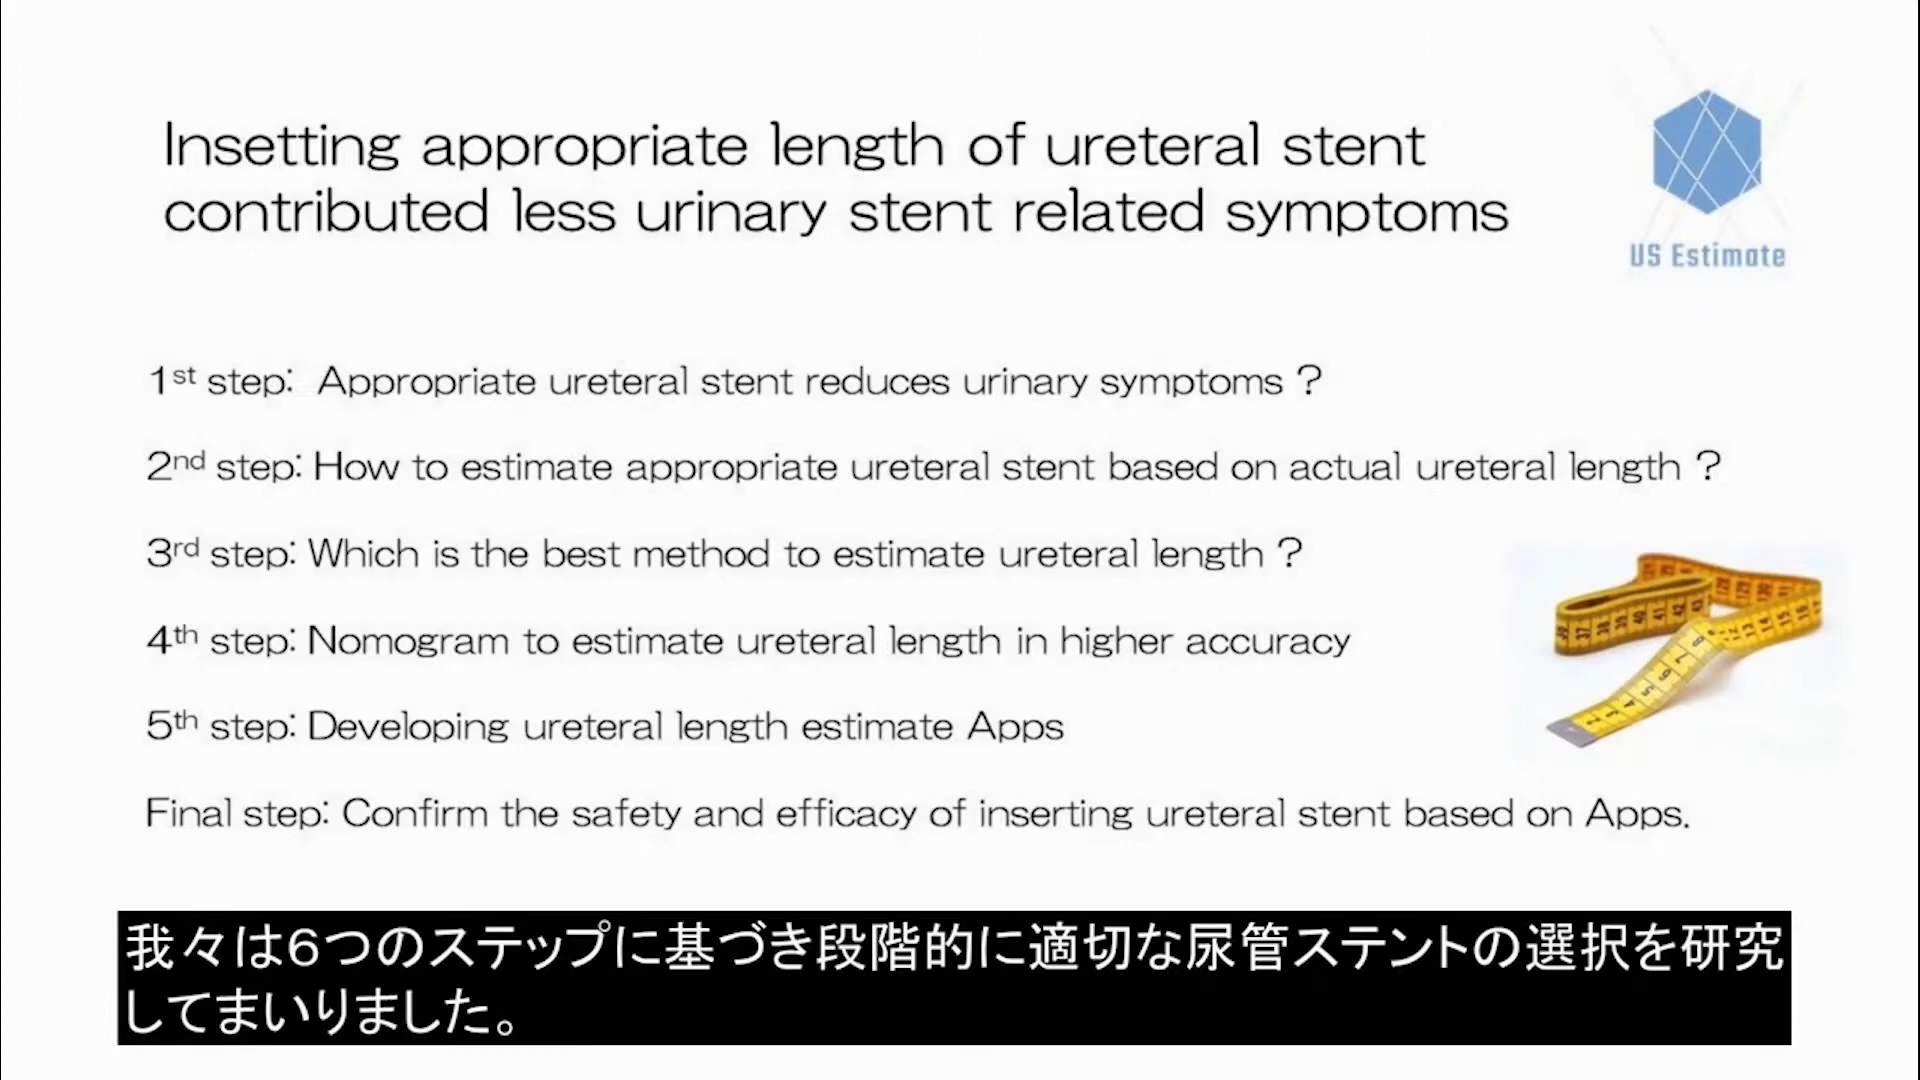 Insetting appropriate length of ureteral stent
contributed less urinary stent related symptoms
US Estimate
1st step: Appropriate ureteral stent reduces urinary symptoms ?
2nd step: How to estimate appropriate ureteral stent based on actual ureteral length ?
3rd step: Which is the best method to estimate ureteral length ?
4th step: Nomogram to estimate ureteral length in higher accuracy
5th step: Developing ureteral length estimate Apps
Final step: Confirm the safety and efficacy of inserting ureteral stent based on Apps.
我々は6つのステップに基づき段階的に適切な尿管ステントの選択を研究
してまいりました。